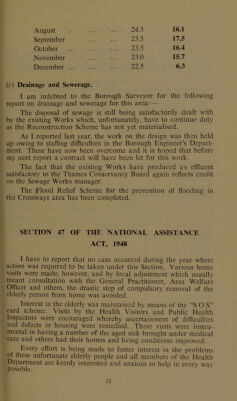 August ... ... ... 24.5 16.1
September ... ... 23.5 17.5
October ... ... ... 23.5 16.4
November ... ... 23.0 15.7
December ... ... ... 22.5 6.3
(c) Drainage and Sewerage.
I am indebted to the Borough Surveyor for the following
report on drainage and sewerage for this area:—
The disposal of sewage is still being satisfactorily dealt with
by the existing Works which, unfortunately, have to continue duty
as the Reconstruction Scheme has not yet materialised.
As I reported last year, the work on the design was then held
up owing to staffing difficulties in the Borough Engineer's Depart-
ment. These have now been overcome and it is hoped that before
my next report a contract will have been let for this work.
The fact that the existing Works have produced an effluent
satisfactory to the Thames Conservancy Board again reflects credit
on the Sewage Works manager.
The Flood Relief Scheme for the prevention of flooding in
the Crossways area has been completed.
SECTION 47 OF THE NATIONAL ASSISTANCE
ACT, 1948
I have to report that no case occurred during the year where
action was required to be taken under this Section. Various home
visits were made, however, and by local adjustment which usually
meant consultation with the General Practitioner, Area Welfare
Officer and others, the drastic step of compulsory removal of the
elderly person from home was avoided.
Interest in the elderly was maintained by means of the "S O S"
card scheme. Visits by the Health Visitors and Public Health
Inspectors were encouraged whereby ascertainment of difficulties
and defects in housing were remedied. These visits were instru-
mental in having a number of the aged sick brought under medical
care and others had their homes and living conditions improved.
Every effort is being made to foster interest in the problems
of these unfortunate elderly people and all members of the Health
Department are keenly interested and anxious to help in every way
possible.